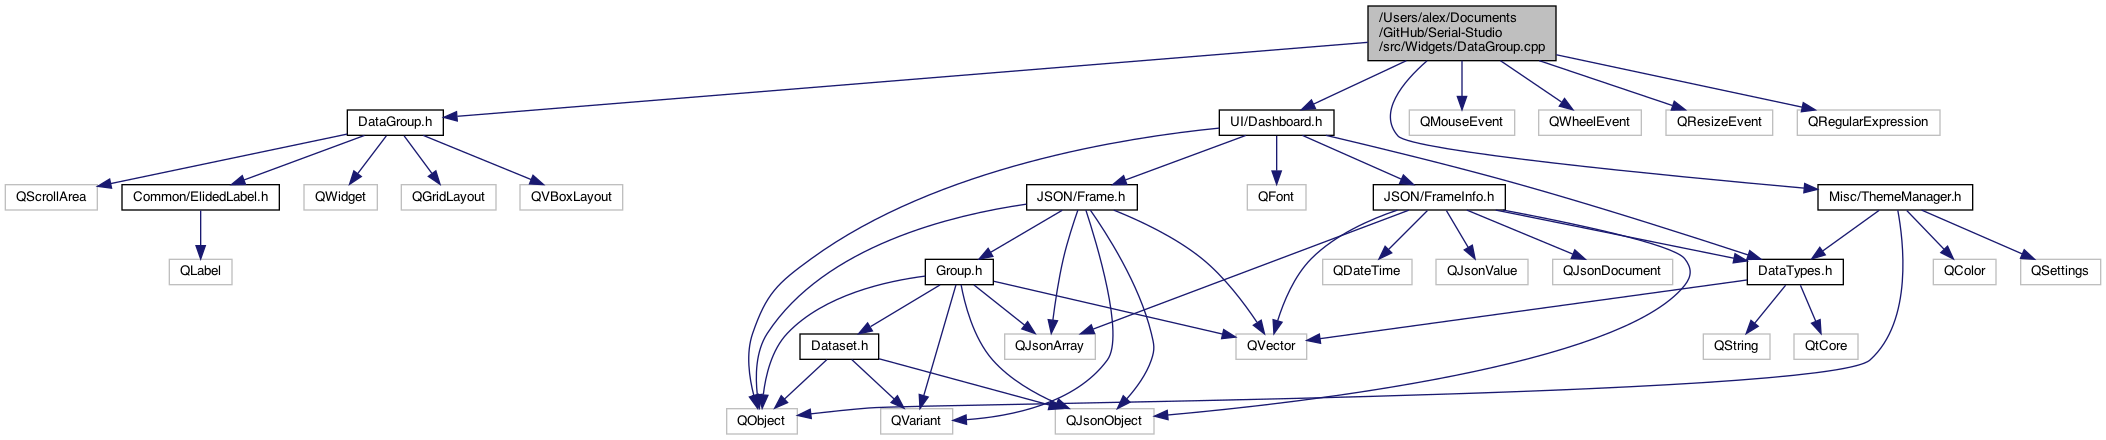 /Users/alex/Documents
/GitHub/Serial-Studio
/src/Widgets/DataGroup.cpp
DataGroup.h
UI/Dashboard.h
QMouseEvent
QWheelEvent
QResizeEvent
QRegularExpression
QScrollArea
Common/ElidedLabel.h
QWidget
QGridLayout
QVBoxLayout
JSON/Frame.h
QFont
JSON/FrameInfo.h
Misc/ThemeManager.h
QLabel
Group.h
QDateTime
QJsonValue
QJsonDocument
DataTypes.h
QColor
QSettings
Dataset.h
QJsonArray
QVector
QString
QtCore
QObject
QVariant
QJsonObject